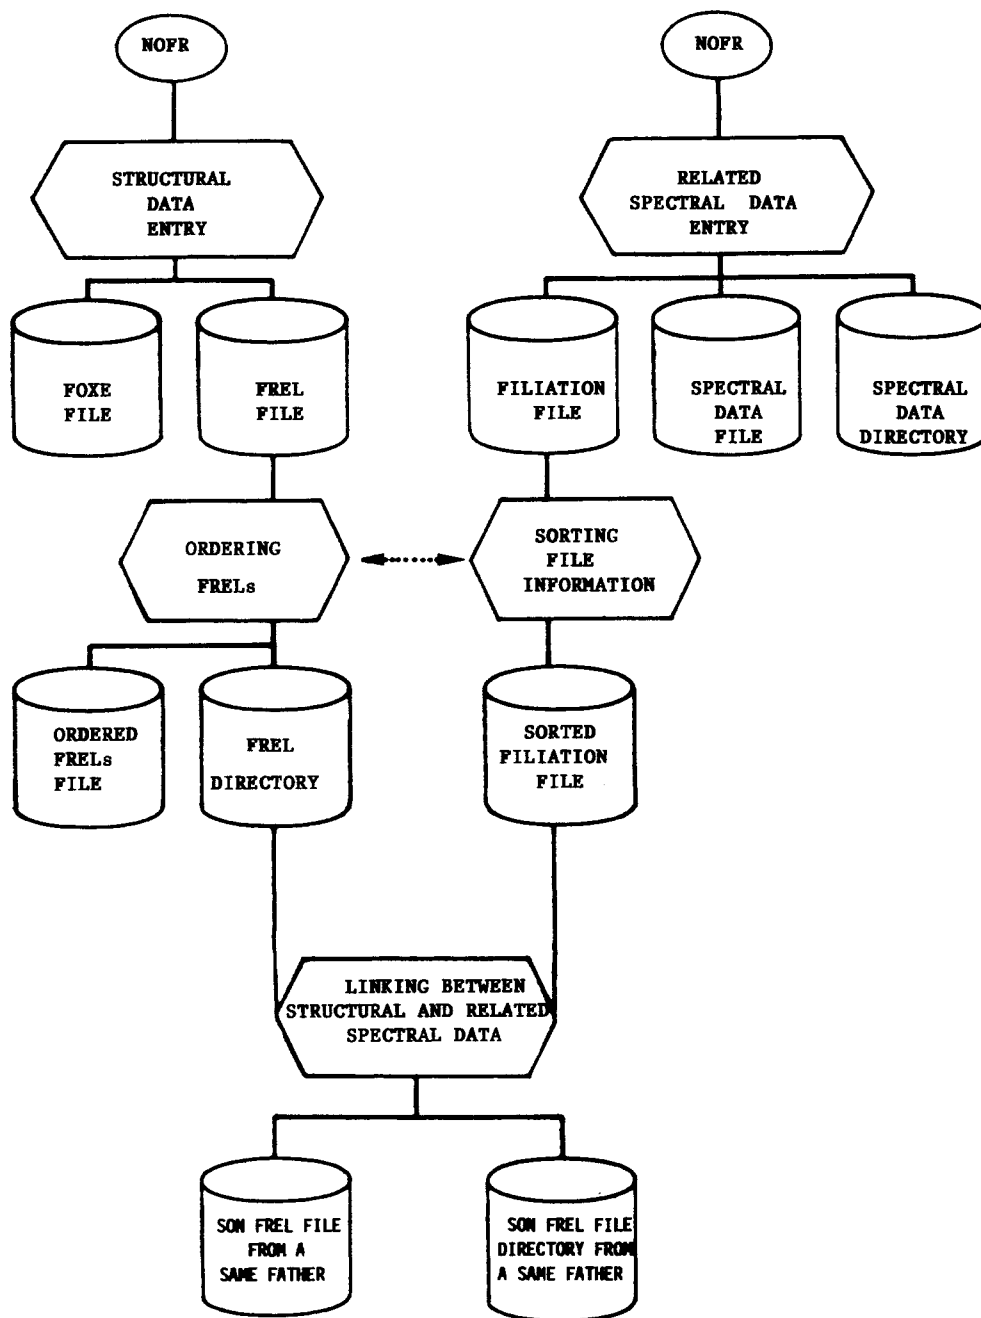 NOFR
NOFR
STRUCTURAL
DATA
ENTRY
RELATED
SPECTRAL DATA
ENTRY
FOXE
FILE
FREL
FILE
FILIATION
FILE
SPECTRAL
DATA
FILE
SPECTRAL
DATA
DIRECTORY
ORDERING
FRELs
SORTING
FILE
INFORMATION
ORDERED
FRELs
FILE
FREL
DIRECTORY
SORTED
FILIATION
FILE
LINKING BETWEEN
STRUCTURAL AND RELATED
SPECTRAL DATA
SON FREL FILE
FROM A
SAME FATHER
SON FREL FILE
DIRECTORY FROM
A SAME FATHER